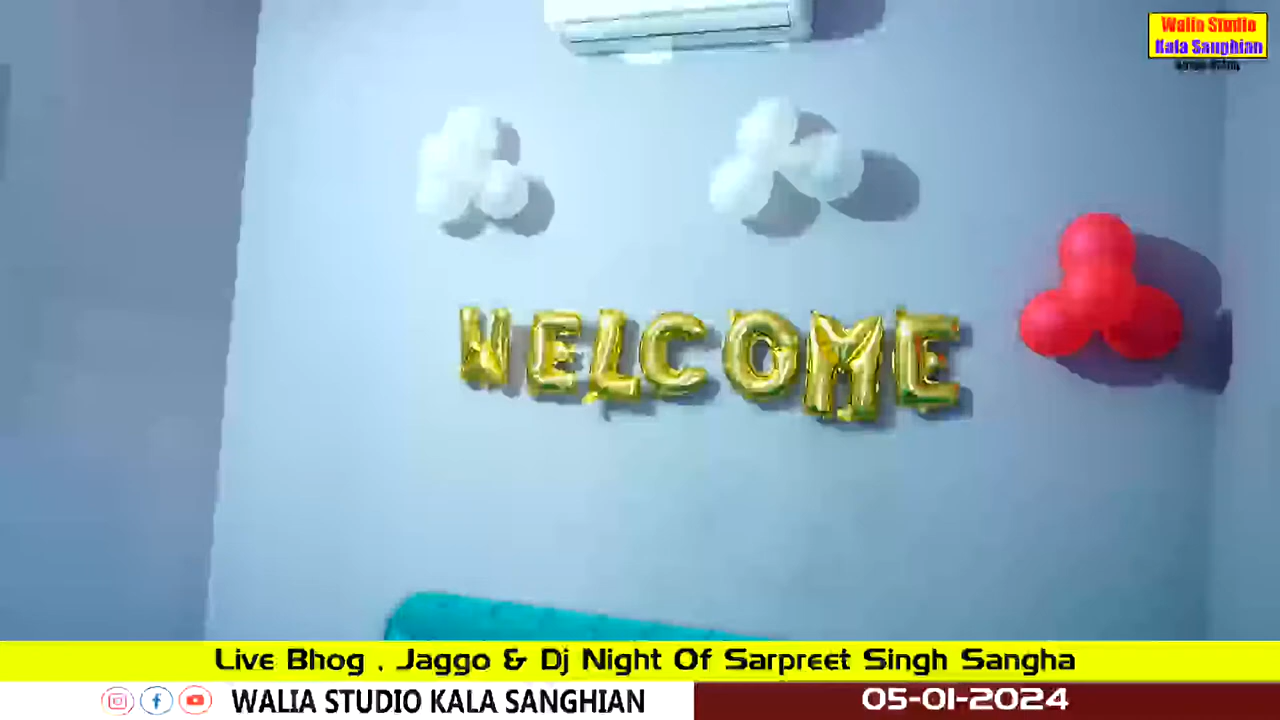 Walia Studio
Kala Sanghian
WELCOME
Live Bhog . Jaggo & Dj Night Of Sarpreet Singh Sangha
WALIA STUDIO KALA SANGHIAN
05-01-2024